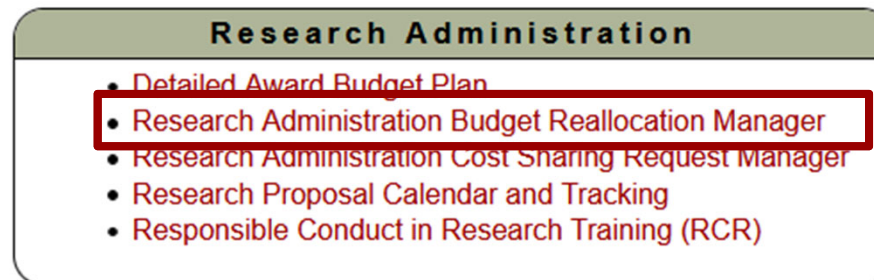 Research Administration
• Detailed Award Budget Plan
• Research Administration Budget Reallocation Manager
• Research Administration Cost Sharing Request Manager
• Research Proposal Calendar and Tracking
• Responsible Conduct in Research Training (RCR)